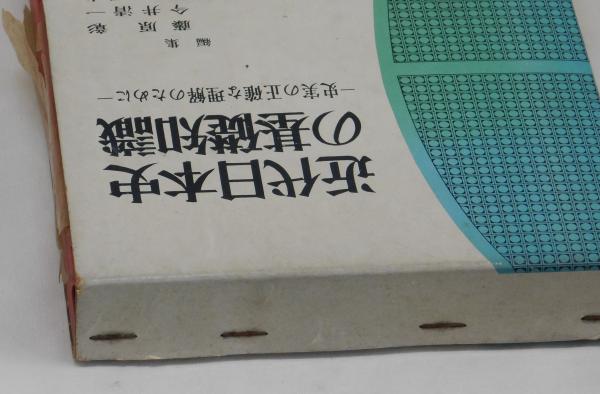 近代日本史
の基礎知識
―史実の正確な理解のために―
編集
藤原 彰
今井清一